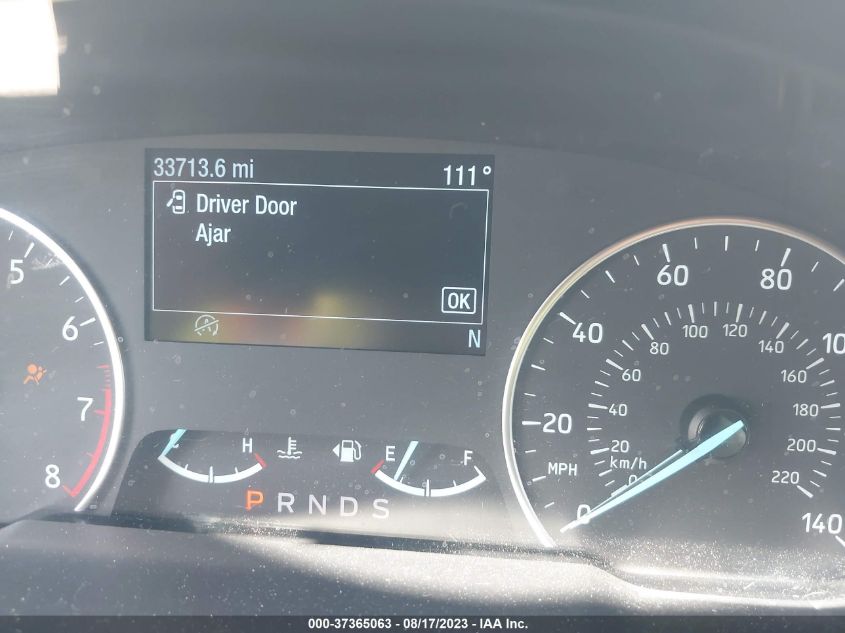 33713.6 mi 111°
Driver Door
Ajar
OK
N
5
6
7
8
H E F
P R N D S
0 20 40 60 80 10 140
MPH
km/h
0 20 40 60 80 100 120 140 160 180 200 220
000-37365063 - 08/17/2023 - IAA Inc.